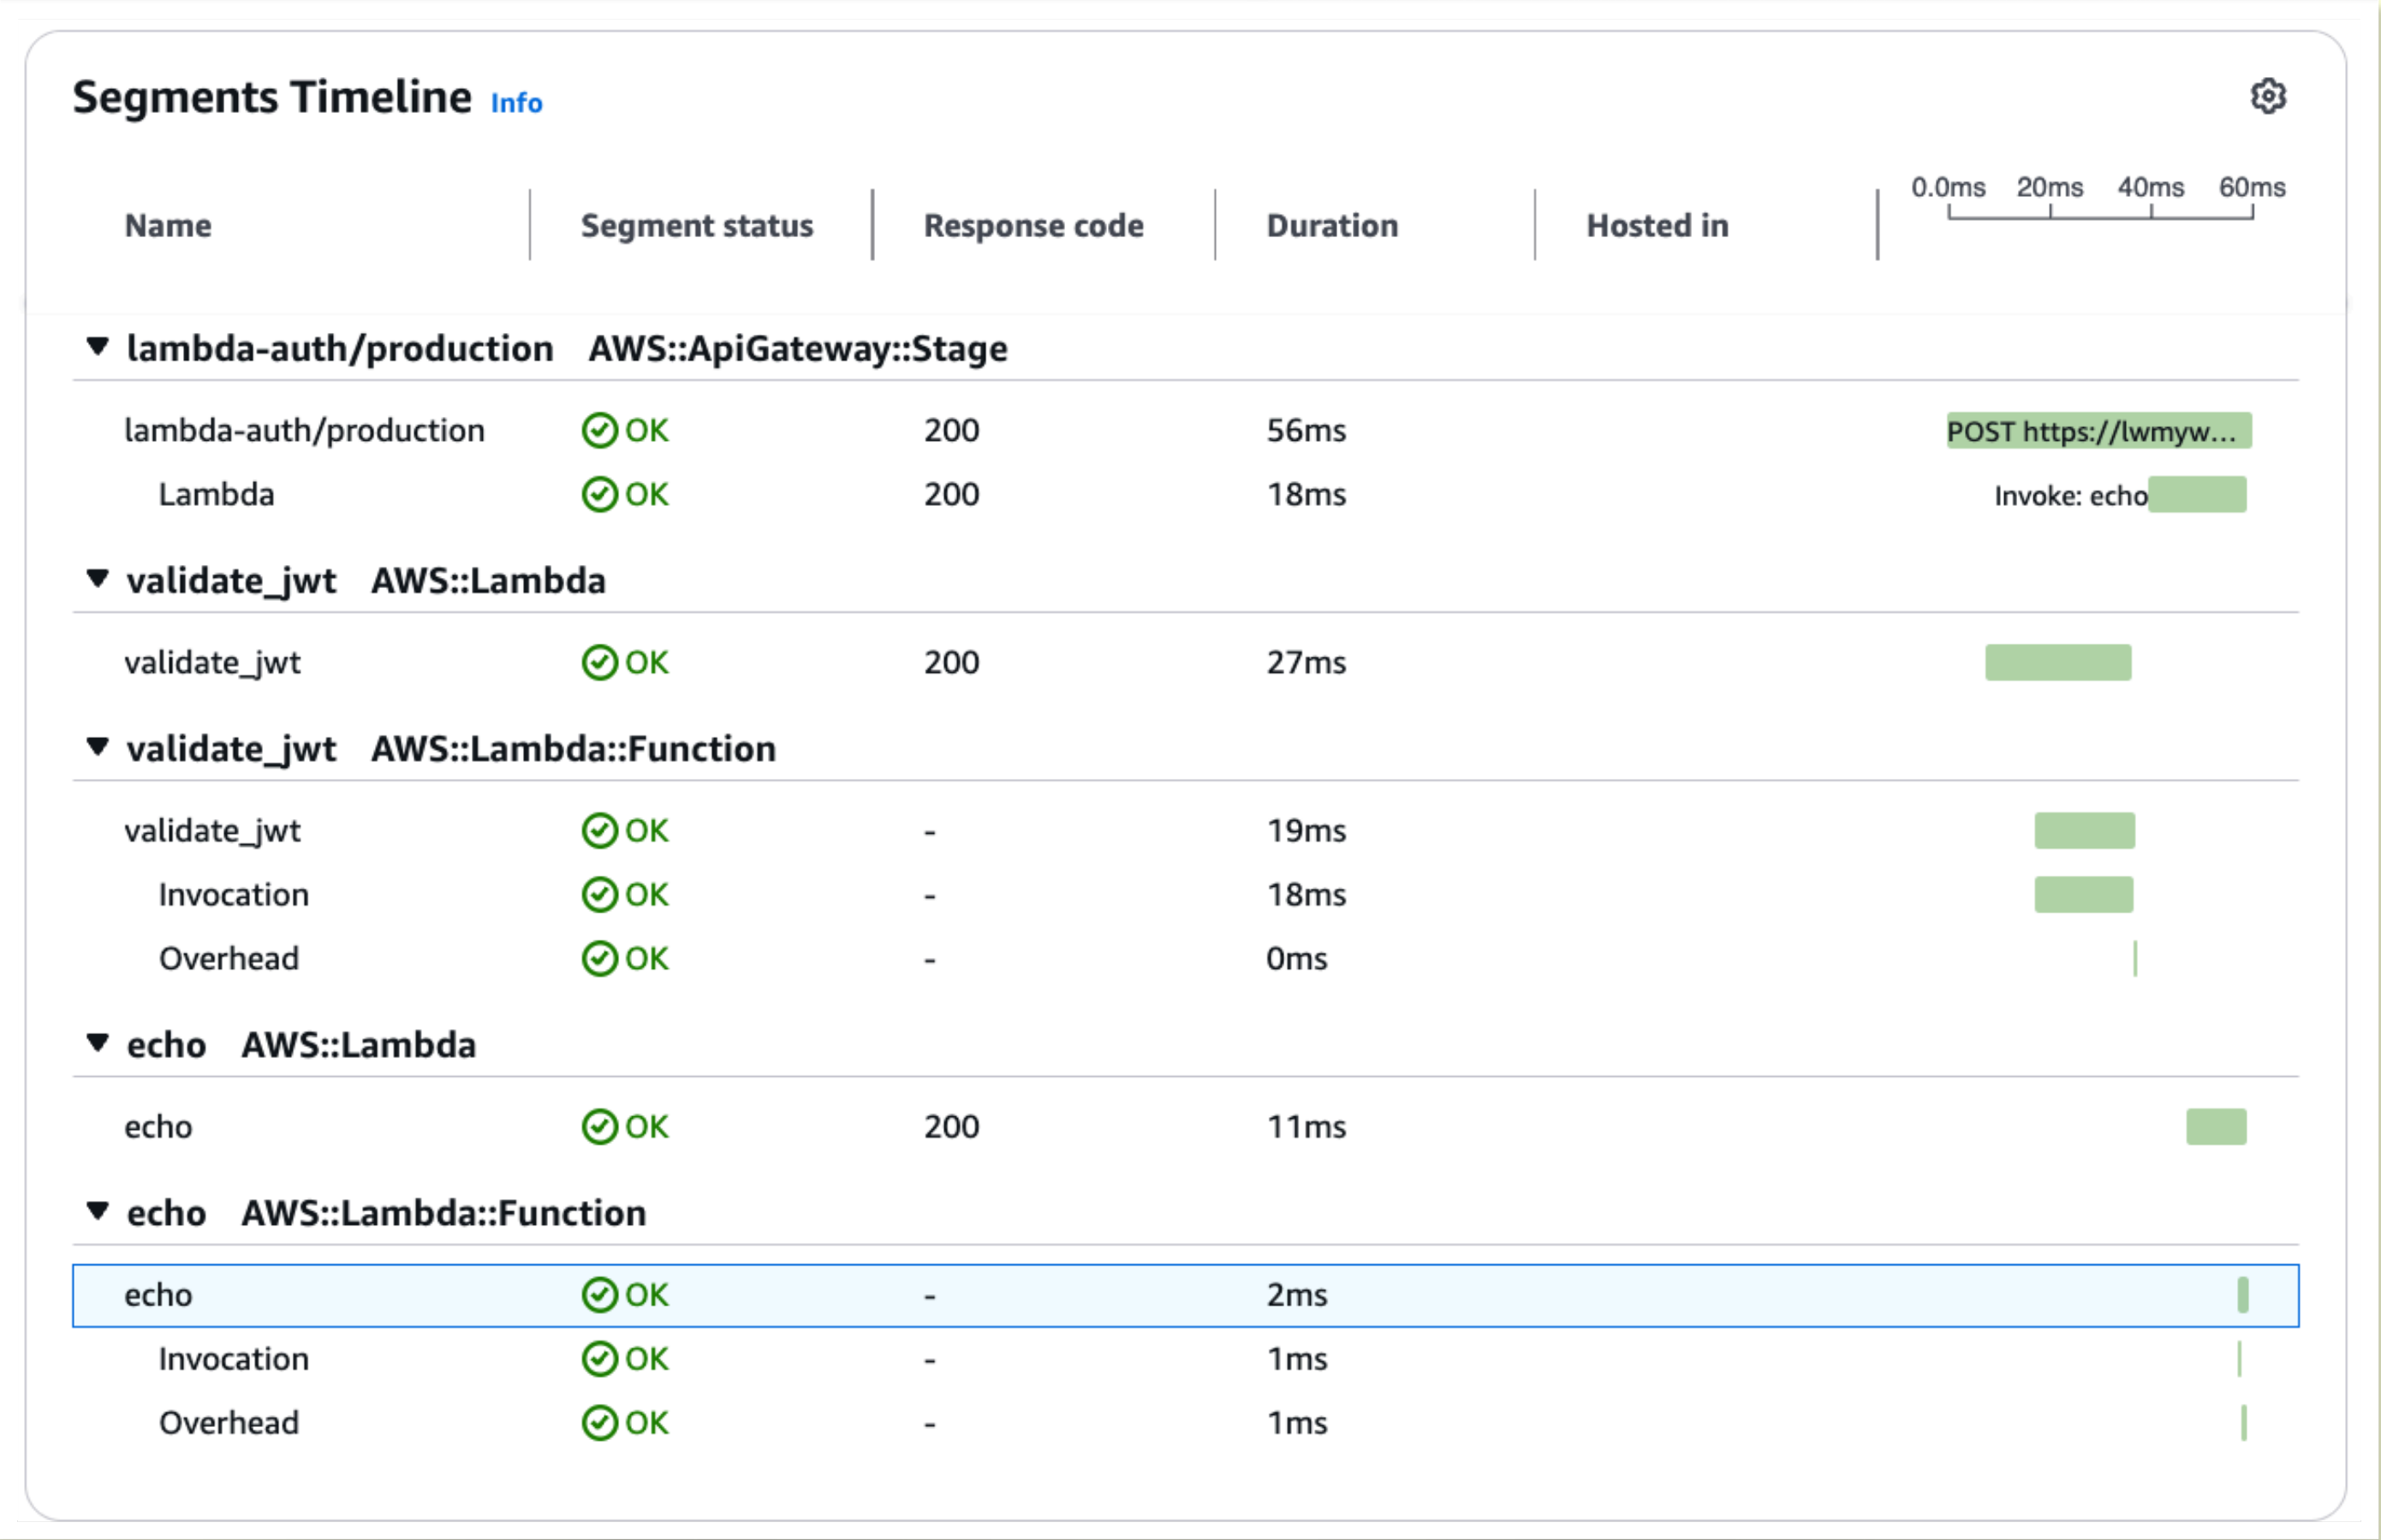 Segments Timeline Info
0.0ms 20ms 40ms 60ms
Name Segment status Response code Duration Hosted in
lambda-auth/production AWS::ApiGateway::Stage
lambda-auth/production OK 200 56ms POST https://lwmyw...
Lambda OK 200 18ms Invoke: echo
validate_jwt AWS::Lambda
validate_jwt OK 200 27ms
validate_jwt AWS::Lambda::Function
validate_jwt OK - 19ms
Invocation OK - 18ms
Overhead OK - 0ms
echo AWS::Lambda
echo OK 200 11ms
echo AWS::Lambda::Function
echo OK - 2ms
Invocation OK - 1ms
Overhead OK - 1ms